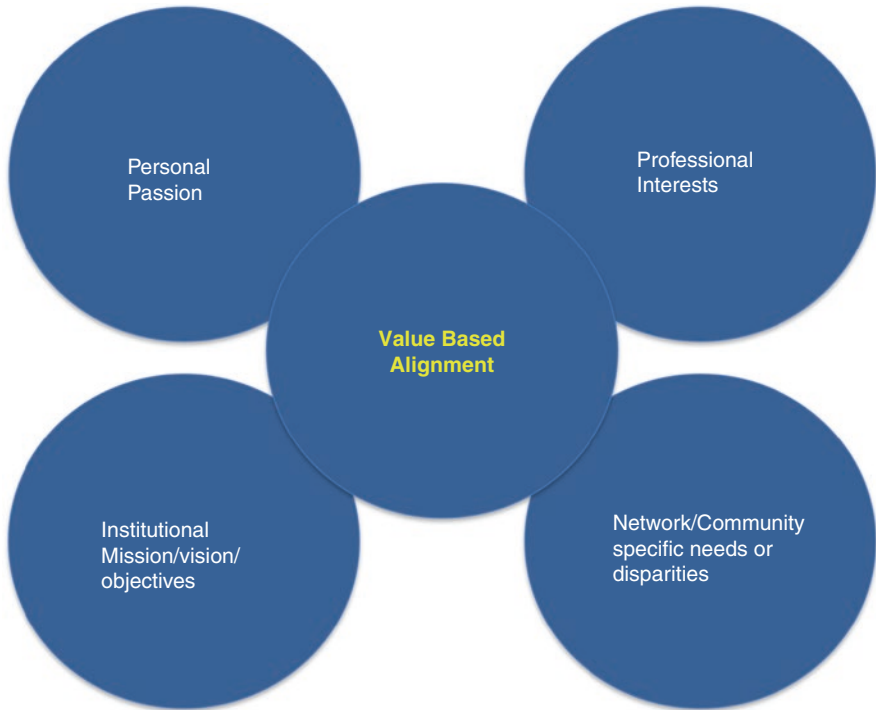 Personal
Passion
Professional
Interests
Value Based
Alignment
Institutional
Mission/vision/
objectives
Network/Community
specific needs or
disparities